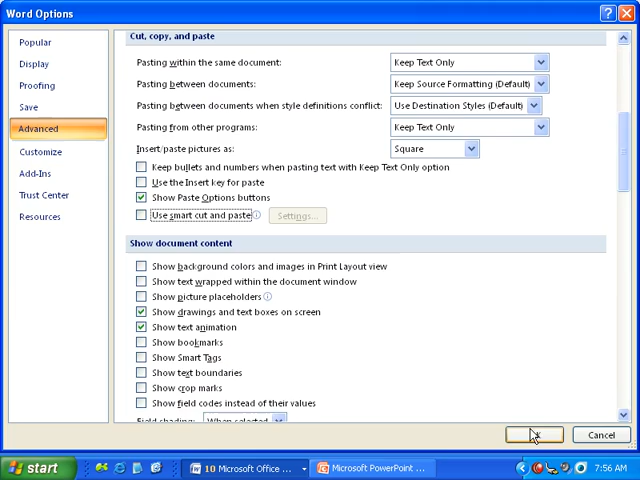 Word Options
Popular
Display
Proofing
Save
Advanced
Customize
Add-Ins
Trust Center
Resources
Cut, copy, and paste
Pasting within the same document: Keep Text Only
Pasting between documents: Keep Source Formatting (Default)
Pasting between documents when style definitions conflict: Use Destination Styles (Default)
Pasting from other programs: Keep Text Only
Insert/paste pictures as: Square
Keep bullets and numbers when pasting text with Keep Text Only option
Use the Insert key for paste
Show Paste Options buttons
Use smart cut and paste Settings...
Show document content
Show background colors and images in Print Layout view
Show text wrapped within the document window
Show picture placeholders
Show drawings and text boxes on screen
Show text animation
Show bookmarks
Show Smart Tags
Show text boundaries
Show crop marks
Show field codes instead of their values
Field shading: When selected
Cancel
start 10 Microsoft Office ... Microsoft PowerPoint ... 7:56 AM